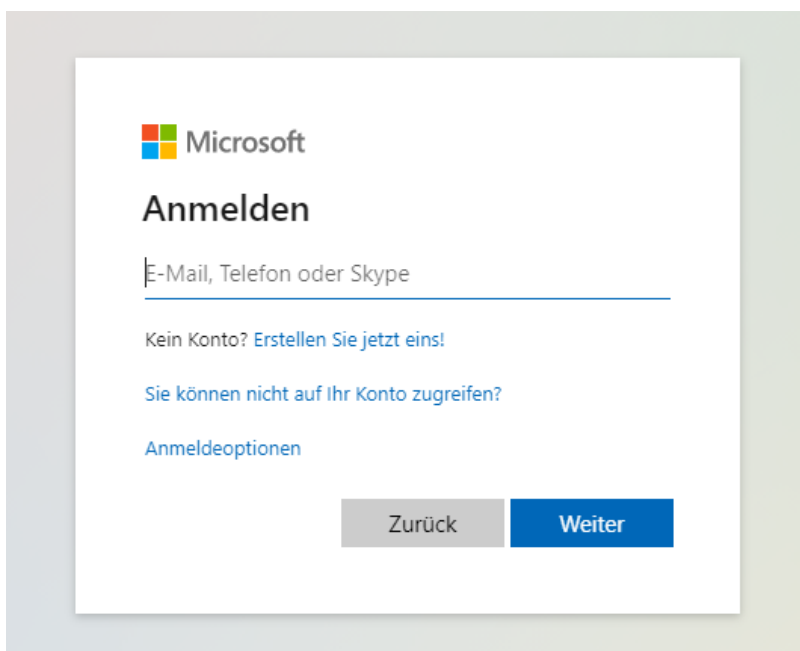 Microsoft
Anmelden
E-Mail, Telefon oder Skype
Kein Konto? Erstellen Sie jetzt eins!
Sie können nicht auf Ihr Konto zugreifen?
Anmeldeoptionen
Zurück Weiter